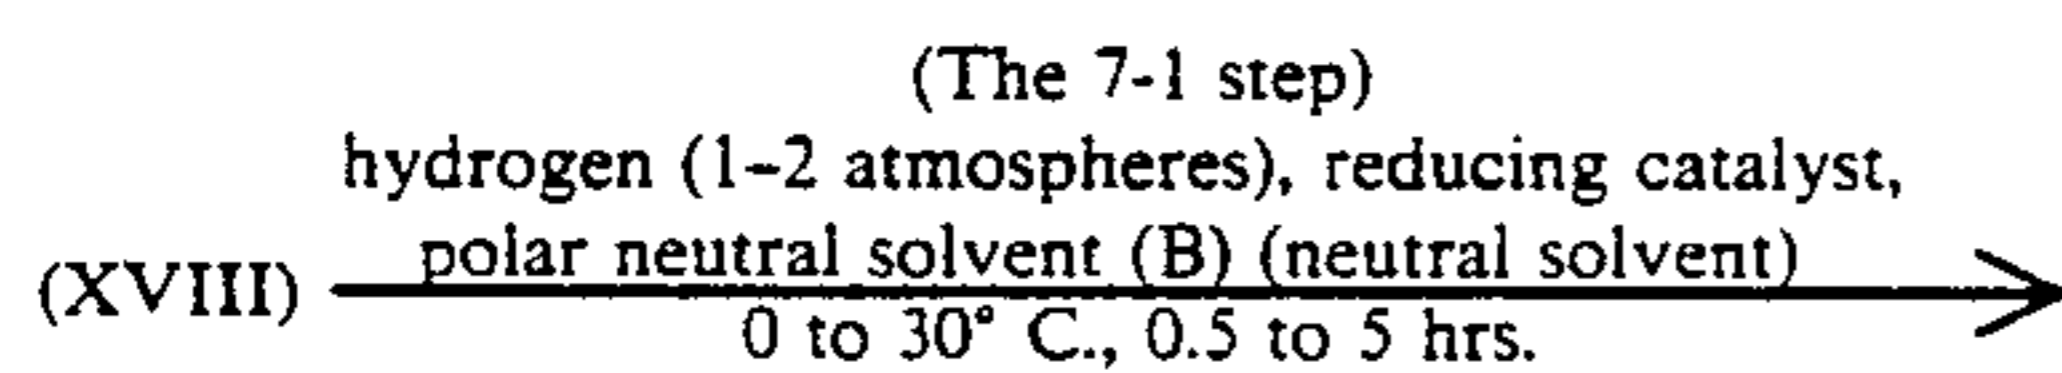 (The 7-1 step)
hydrogen (1-2 atmospheres), reducing catalyst,
polar neutral solvent (B) (neutral solvent)
(XVIII)
0 to 30° C., 0.5 to 5 hrs.